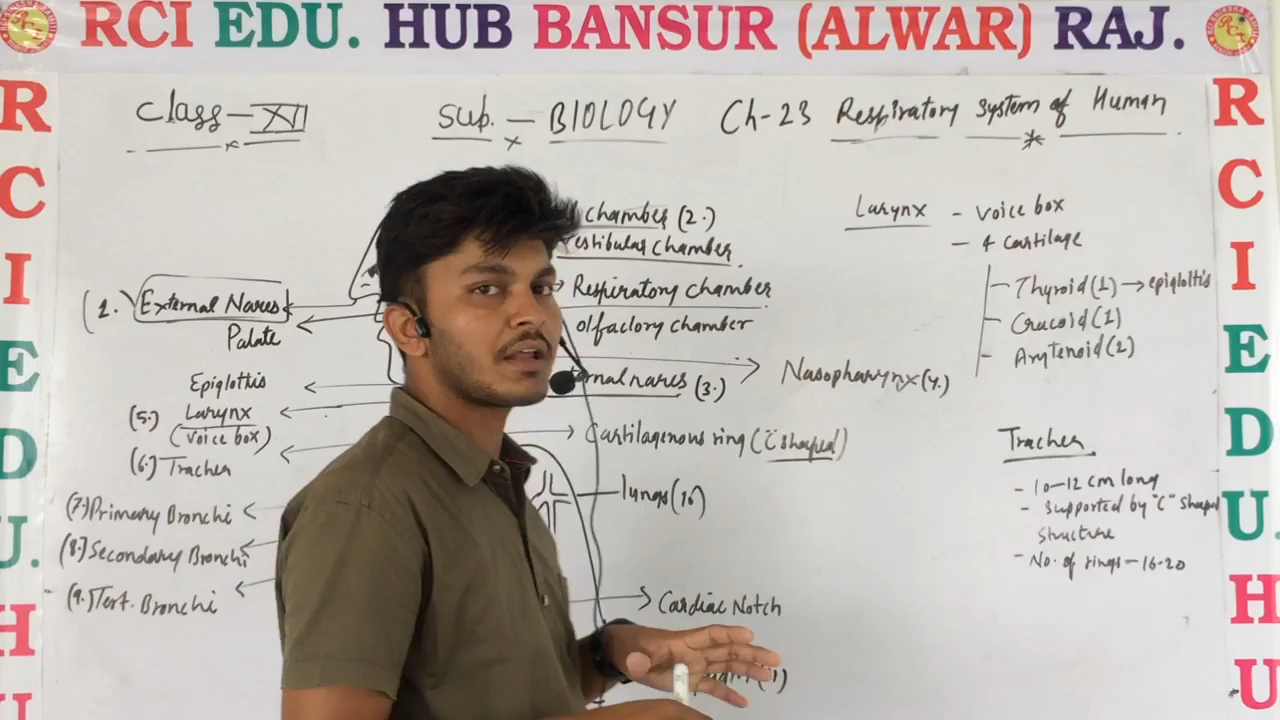 RCI EDU. HUB BANSUR (ALWAR) RAJ.
R
C
I
E
D
U.
H
U
Class-XII
Sub. - BIOLOGY
Ch-23 Respiratory System of Human
chamber (2.)
estibular Chamber
Respiratory chamber
olfactory chamber
(1.) External Nares
Palate
Epiglottis
(5.) Larynx
(Voice box)
(6.) Trachea
(7.) Primary Bronchi
(8.) Secondary Bronchi
(9.) Tert. Bronchi
nares (3.)
Nasopharynx (4.)
Cartilagenous ring ("C" shaped)
lungs (10)
Cardiac Notch
Larynx - Voice box
- 4 Cartilage
- Thyroid (1) → epiglottis
- Crucoid (1)
- Arytenoid (2)
Trachea
- 10-12 cm long
- Supported by "C" shaped
structure
- No. of rings - 16-20
R
C
I
E
D
U.
H
U